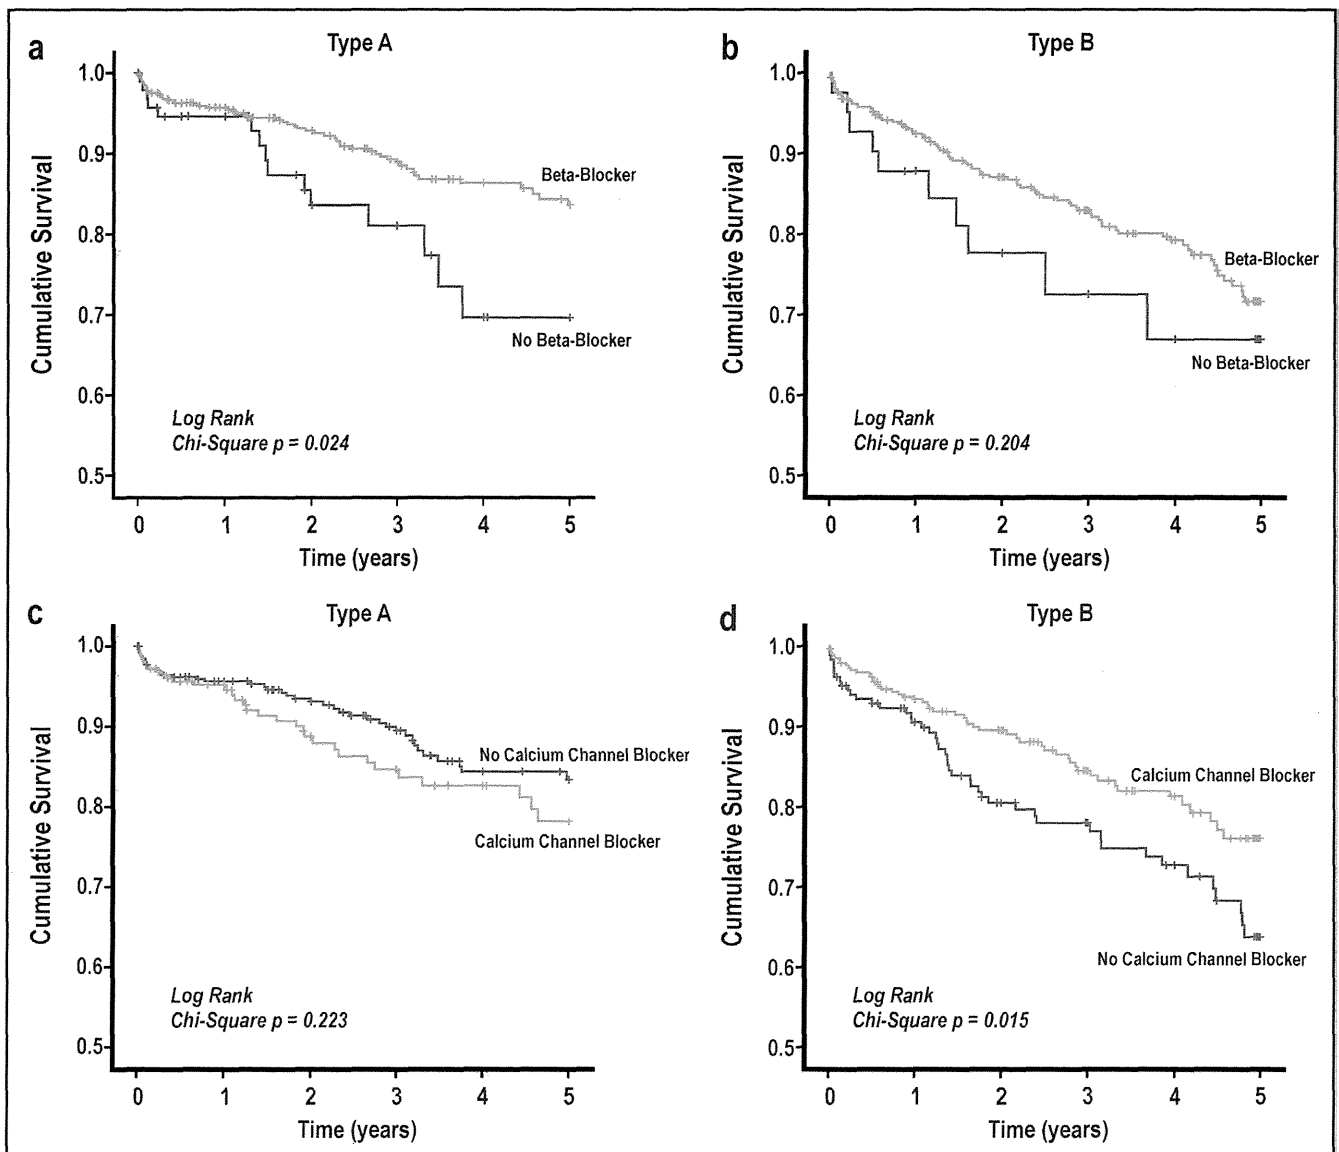 a
Type A
1.0
0.9
0.8
0.7
0.6
0.5
Cumulative Survival
Beta-Blocker
No Beta-Blocker
Log Rank
Chi-Square p = 0.024
0 1 2 3 4 5
Time (years)
b
Type B
1.0
0.9
0.8
0.7
0.6
0.5
Cumulative Survival
Beta-Blocker
No Beta-Blocker
Log Rank
Chi-Square p = 0.204
0 1 2 3 4 5
Time (years)
c
Type A
1.0
0.9
0.8
0.7
0.6
0.5
Cumulative Survival
No Calcium Channel Blocker
Calcium Channel Blocker
Log Rank
Chi-Square p = 0.223
0 1 2 3 4 5
Time (years)
d
Type B
1.0
0.9
0.8
0.7
0.6
0.5
Cumulative Survival
Calcium Channel Blocker
No Calcium Channel Blocker
Log Rank
Chi-Square p = 0.015
0 1 2 3 4 5
Time (years)